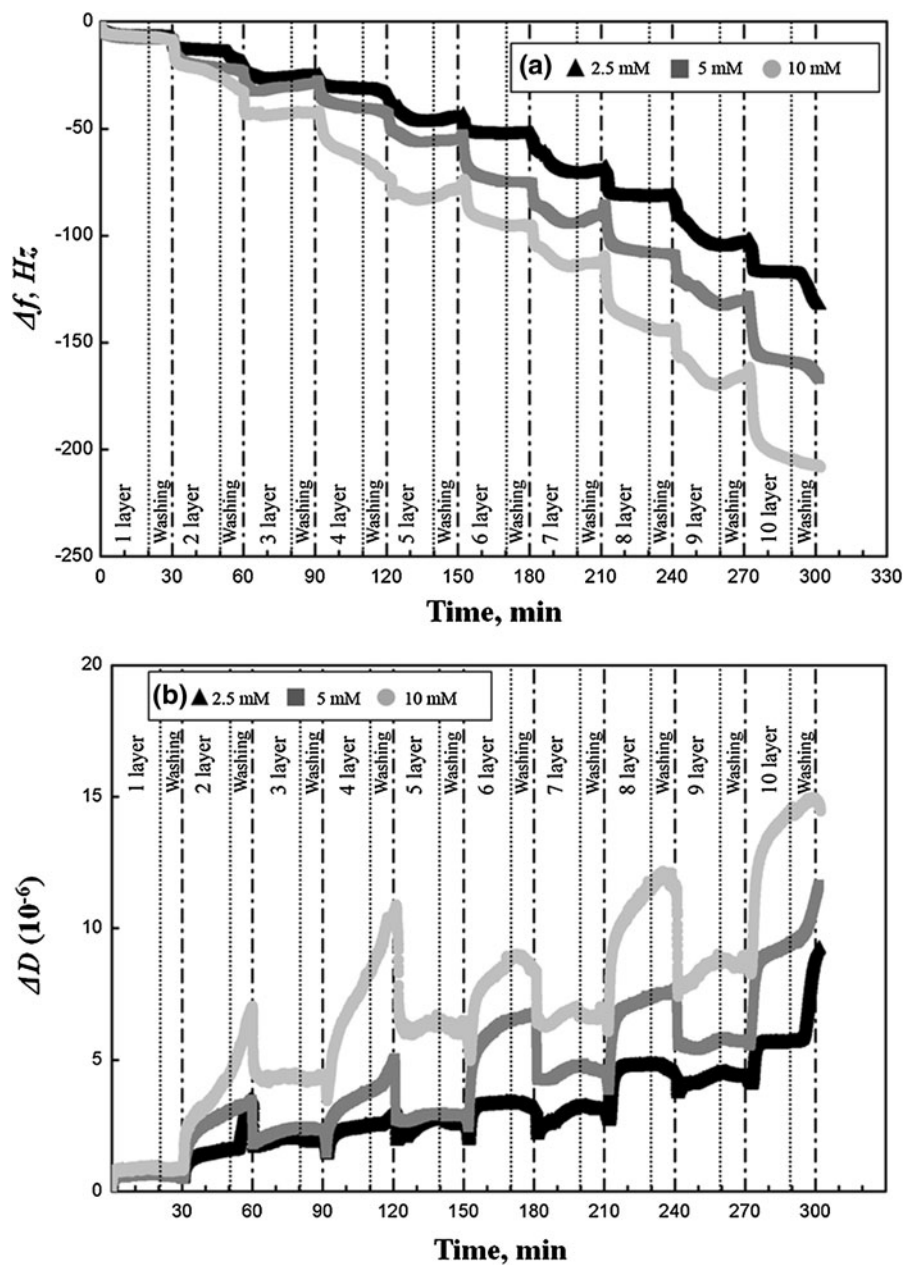 0
-50
-100
-150
-200
-250
Δf, Hz
(a) ▲ 2.5 mM ■ 5 mM ● 10 mM
1 layer Washing 2 layer Washing 3 layer Washing 4 layer Washing 5 layer Washing 6 layer Washing 7 layer Washing 8 layer Washing 9 layer Washing 10 layer Washing
0 30 60 90 120 150 180 210 240 270 300 330
Time, min
20
15
10
5
0
ΔD (10-6)
(b) ▲ 2.5 mM ■ 5 mM ● 10 mM
1 layer Washing 2 layer Washing 3 layer Washing 4 layer Washing 5 layer Washing 6 layer Washing 7 layer Washing 8 layer Washing 9 layer Washing 10 layer Washing
30 60 90 120 150 180 210 240 270 300
Time, min